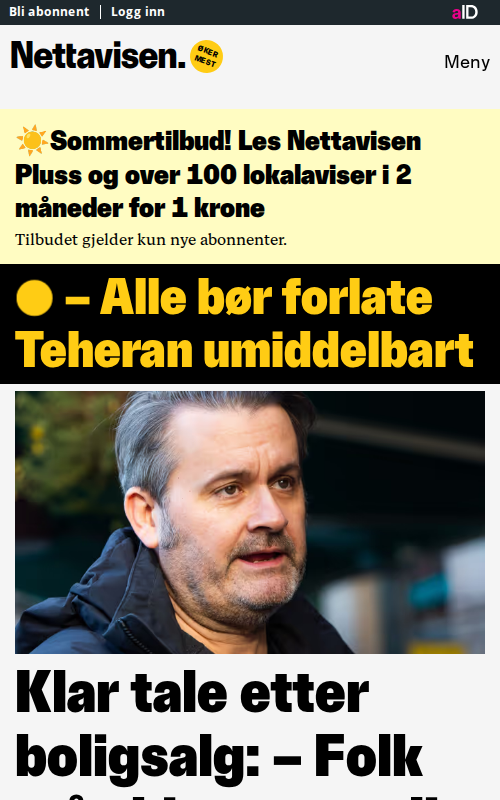 Bli abonnent | Logg inn
aID
Nettavisen.
ØKER
MEST
Meny
Sommertilbud! Les Nettavisen
Pluss og over 100 lokalaviser i 2
måneder for 1 krone
Tilbudet gjelder kun nye abonnenter.
– Alle bør forlate
Teheran umiddelbart
Klar tale etter
boligsalg: – Folk